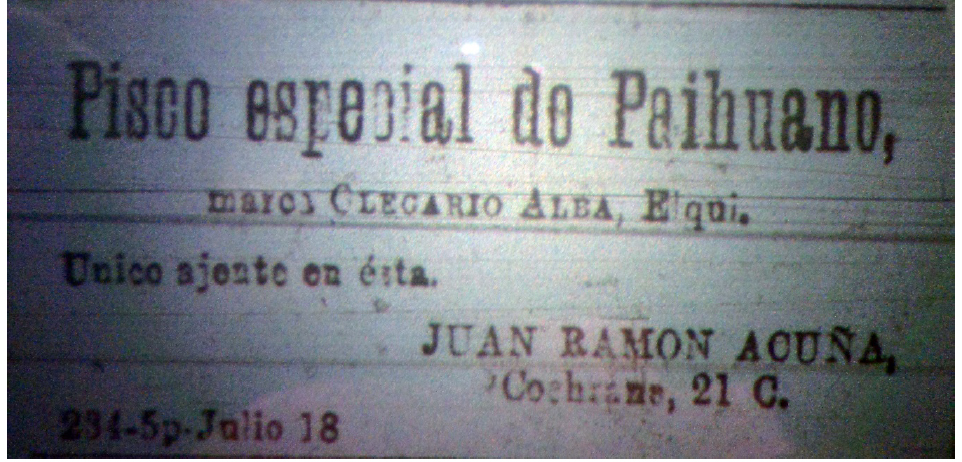 Pisco especial de Paihuano,
marca OLEGARIO ALBA, Elqui.
Unico ajente en ésta.
JUAN RAMON ACUÑA,
Cochrane, 21 C.
234-5p-Julio 18